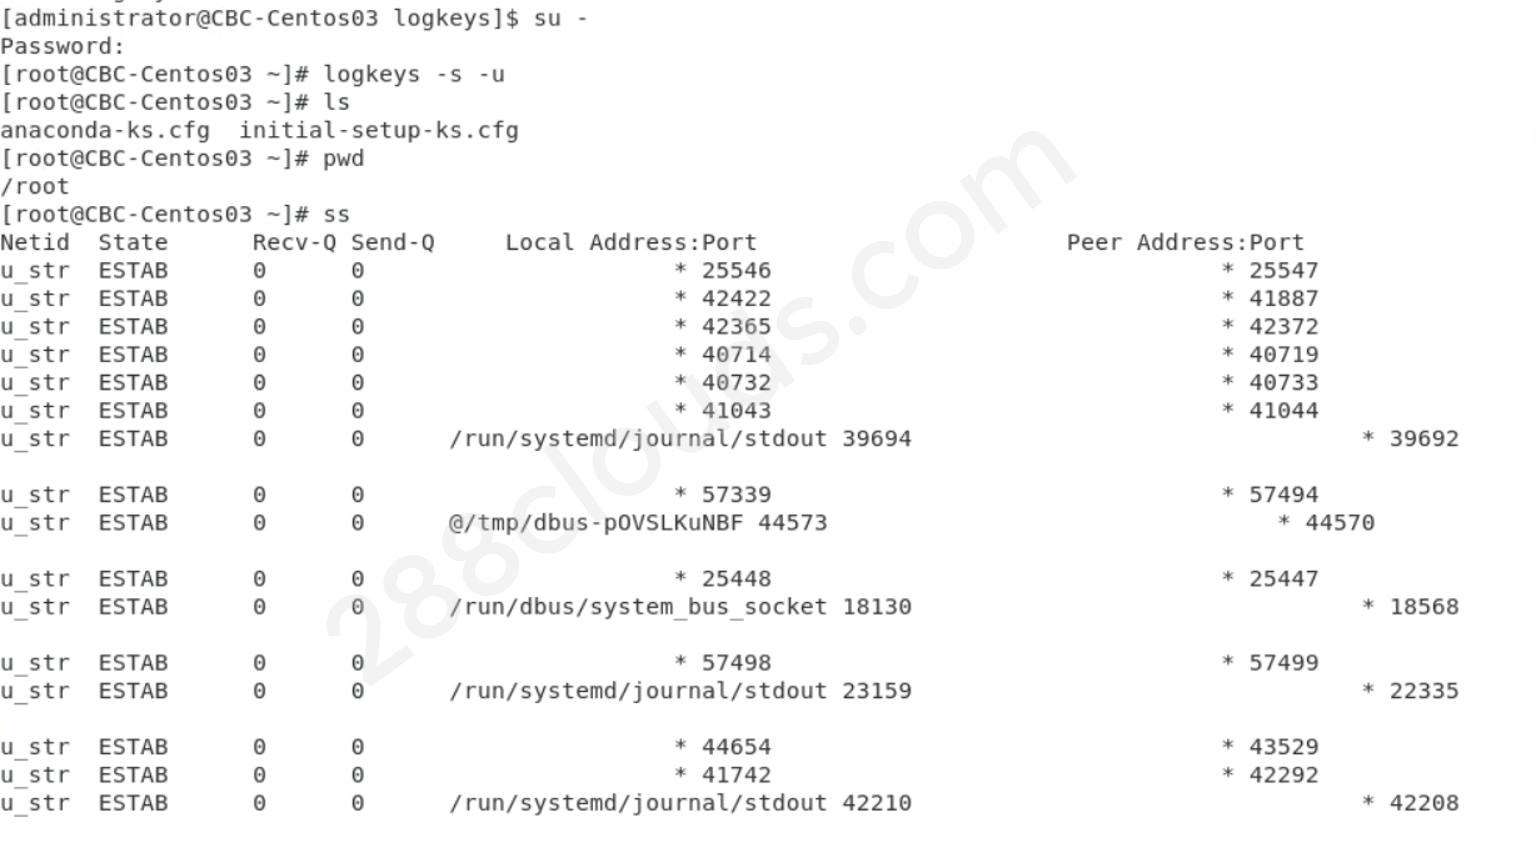 [administrator@CBC-Centos03 logkeys]$ su -
Password:
[root@CBC-Centos03 ~]# logkeys -s -u
[root@CBC-Centos03 ~]# ls
anaconda-ks.cfg  initial-setup-ks.cfg
[root@CBC-Centos03 ~]# pwd
/root
[root@CBC-Centos03 ~]# ss
Netid  State      Recv-Q Send-Q     Local Address:Port                      Peer Address:Port
u_str  ESTAB      0      0                      * 25546                                * 25547
u_str  ESTAB      0      0                      * 42422                                * 41887
u_str  ESTAB      0      0                      * 42365                                * 42372
u_str  ESTAB      0      0                      * 40714                                * 40719
u_str  ESTAB      0      0                      * 40732                                * 40733
u_str  ESTAB      0      0                      * 41043                                * 41044
u_str  ESTAB      0      0      /run/systemd/journal/stdout 39694                                * 39692
u_str  ESTAB      0      0                      * 57339                                * 57494
u_str  ESTAB      0      0      @/tmp/dbus-pOVSLKuNBF 44573                                * 44570
u_str  ESTAB      0      0                      * 25448                                * 25447
u_str  ESTAB      0      0      /run/dbus/system_bus_socket 18130                                * 18568
u_str  ESTAB      0      0                      * 57498                                * 57499
u_str  ESTAB      0      0      /run/systemd/journal/stdout 23159                                * 22335
u_str  ESTAB      0      0                      * 44654                                * 43529
u_str  ESTAB      0      0                      * 41742                                * 42292
u_str  ESTAB      0      0      /run/systemd/journal/stdout 42210                                * 42208
288clouds.com